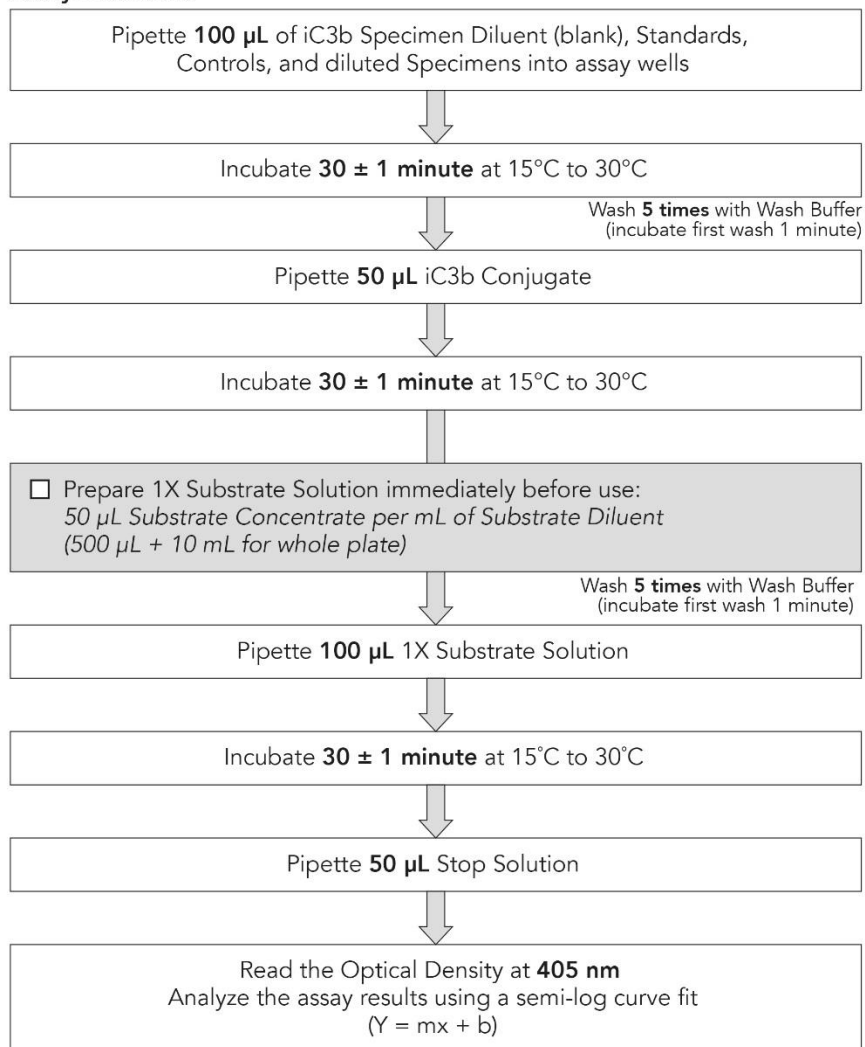 Pipette 100 µL of iC3b Specimen Diluent (blank), Standards,
Controls, and diluted Specimens into assay wells
Incubate 30 ± 1 minute at 15°C to 30°C
Wash 5 times with Wash Buffer
(incubate first wash 1 minute)
Pipette 50 µL iC3b Conjugate
Incubate 30 ± 1 minute at 15°C to 30°C
☐ Prepare 1X Substrate Solution immediately before use:
50 µL Substrate Concentrate per mL of Substrate Diluent
(500 µL + 10 mL for whole plate)
Wash 5 times with Wash Buffer
(incubate first wash 1 minute)
Pipette 100 µL 1X Substrate Solution
Incubate 30 ± 1 minute at 15°C to 30°C
Pipette 50 µL Stop Solution
Read the Optical Density at 405 nm
Analyze the assay results using a semi-log curve fit
(Y = mx + b)